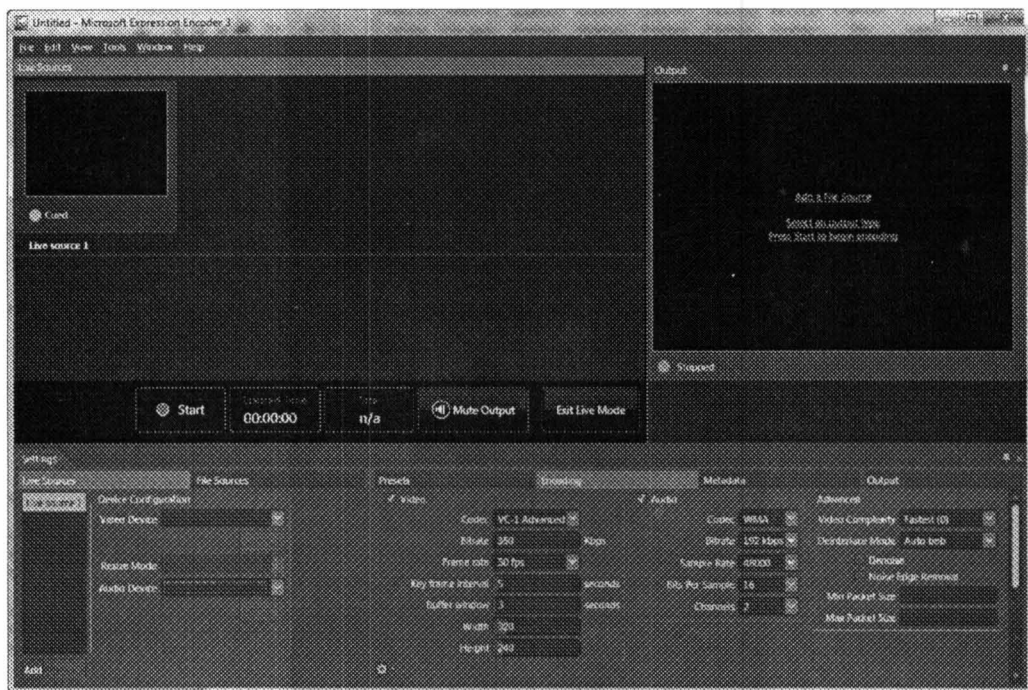 Untitled - Microsoft Expression Encoder 3
File Edit View Tools Window Help
Live Sources
Output
Cued
Live source 1
Add a File Source
Select an output type
Press Start to begin encoding
Stopped
Start
00:00:00
n/a
Mute Output
Exit Live Mode
Settings
Live Sources File Sources Presets Encoding Metadata Output
Live source 1
Device Configuration
Video Device
Resize Mode
Audio Device
Add
Video
Codec VC-1 Advanced
Bitrate 350 Kbps
Frame rate 30 fps
Key frame interval 5 seconds
Buffer window 3 seconds
Width 320
Height 240
Audio
Codec WMA
Bitrate 192 kbps
Sample Rate 48000
Bits Per Sample 16
Channels 2
Advanced
Video Complexity Fastest (0)
Deinterlace Mode Auto
Denoise
Noise Edge Removal
Min Packet Size
Max Packet Size